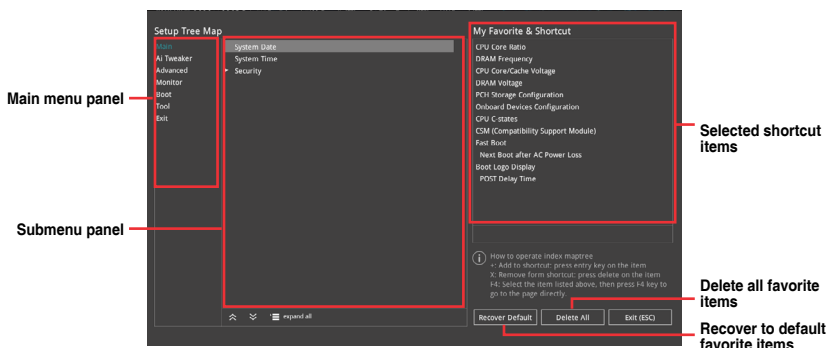 Setup Tree Map
My Favorite & Shortcut
Main
Ai Tweaker
Advanced
Monitor
Boot
Tool
Exit
System Date
System Time
Security
CPU Core Ratio
DRAM Frequency
CPU Core/Cache Voltage
DRAM Voltage
PCH Storage Configuration
Onboard Devices Configuration
CPU C-states
CSM (Compatibility Support Module)
Fast Boot
Next Boot after AC Power Loss
Boot Logo Display
POST Delay Time
Main menu panel
Submenu panel
Selected shortcut
items
How to operate index maptree
+: Add to shortcut: press entry key on the item
X: Remove form shortcut: press delete on the item
F4: Select the item listed above, then press F4 key to
go to the page directly.
expand all
Recover Default
Delete All
Exit (ESC)
Delete all favorite
items
Recover to default
favorite items